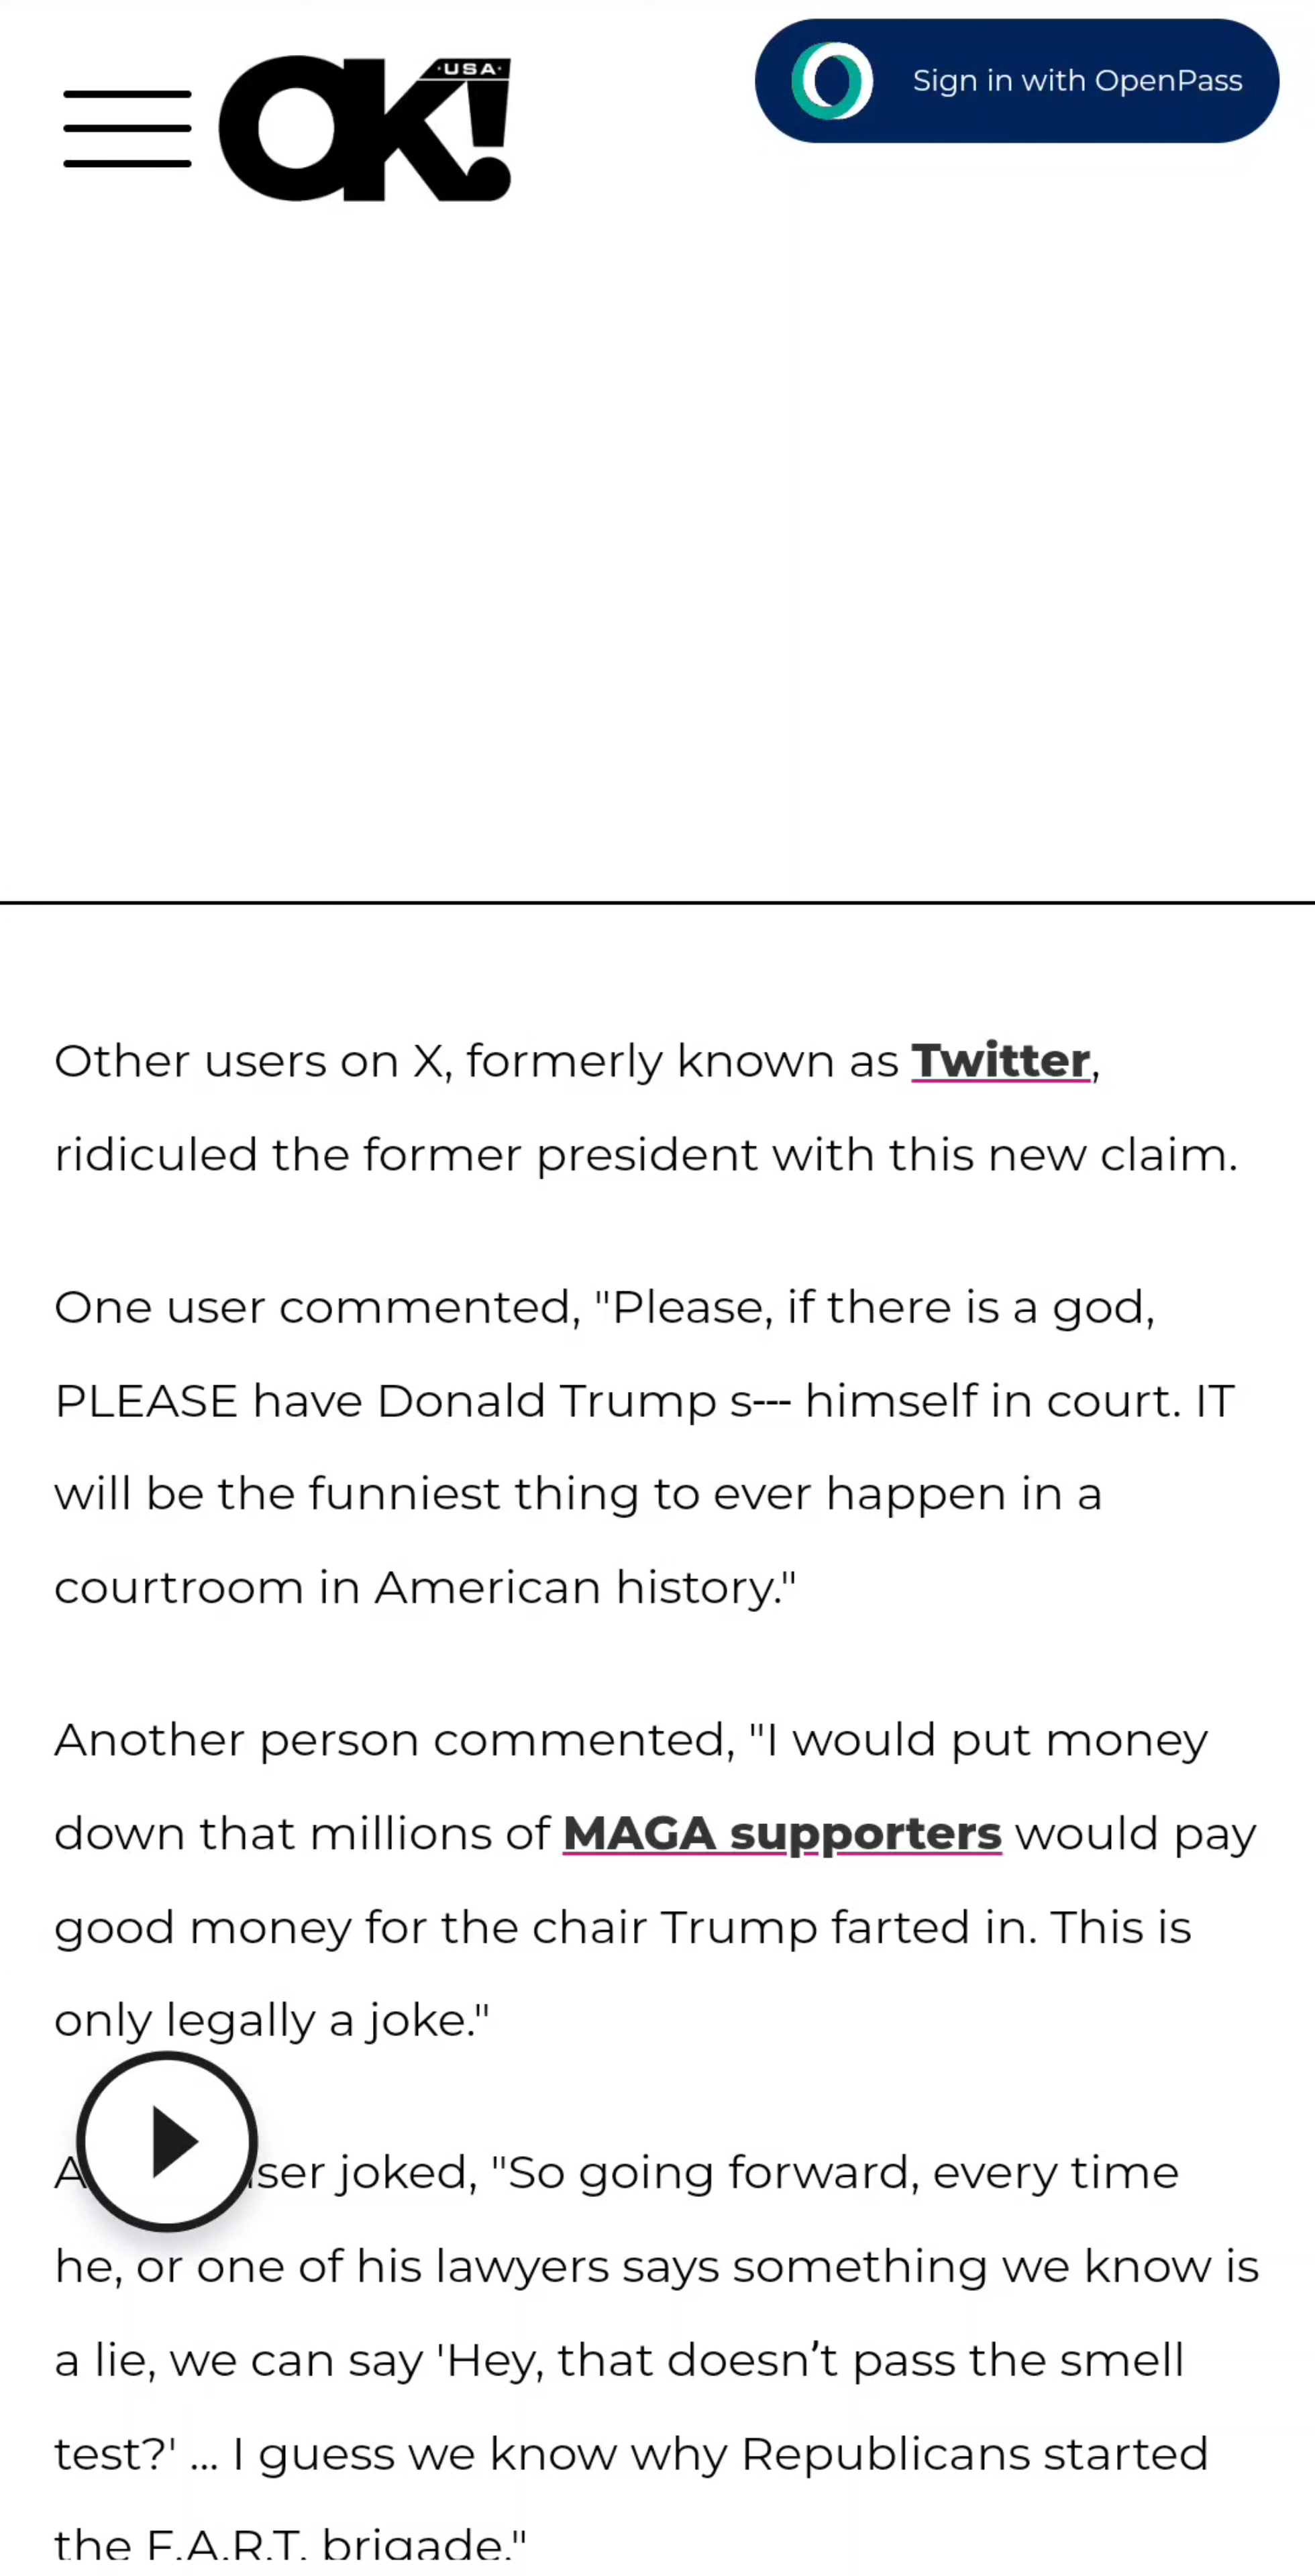 OK! ·USA·
Sign in with OpenPass
Other users on X, formerly known as Twitter,
ridiculed the former president with this new claim.
One user commented, "Please, if there is a god,
PLEASE have Donald Trump s--- himself in court. IT
will be the funniest thing to ever happen in a
courtroom in American history."
Another person commented, "I would put money
down that millions of MAGA supporters would pay
good money for the chair Trump farted in. This is
only legally a joke."
joked, "So going forward, every time
he, or one of his lawyers says something we know is
a lie, we can say 'Hey, that doesn’t pass the smell
test?' ... I guess we know why Republicans started
the F.A.R.T. brigade."